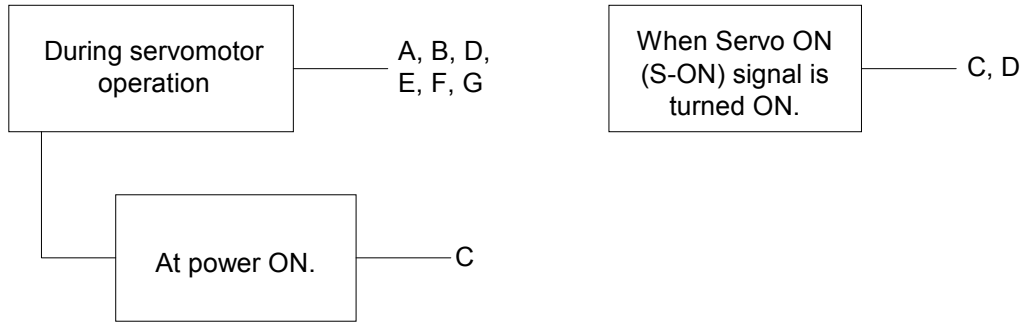 During servomotor
operation
A, B, D,
E, F, G
At power ON.
C
When Servo ON
(S-ON) signal is
turned ON.
C, D